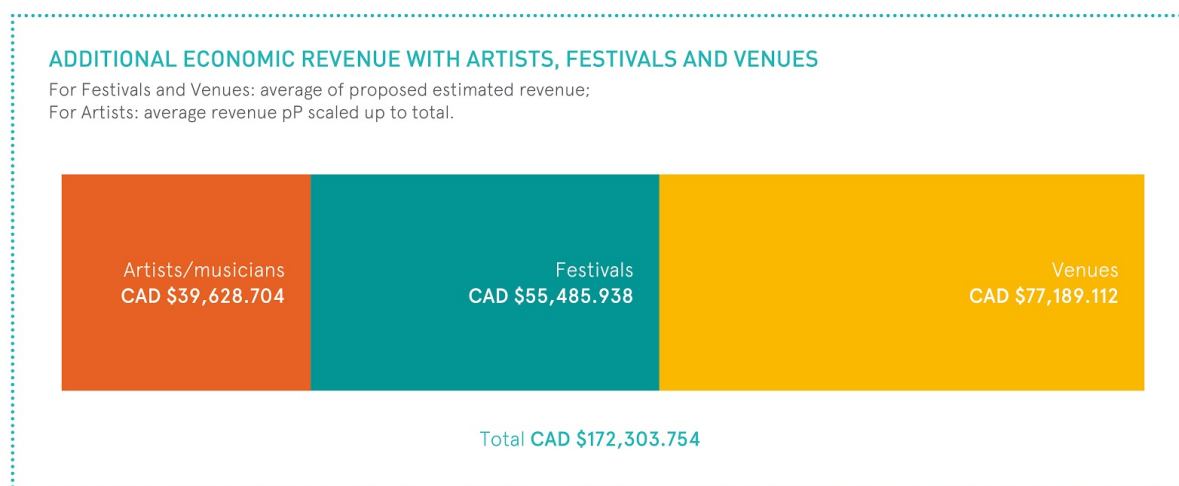 ADDITIONAL ECONOMIC REVENUE WITH ARTISTS, FESTIVALS AND VENUES
For Festivals and Venues: average of proposed estimated revenue;
For Artists: average revenue pP scaled up to total.
Artists/musicians
CAD $39,628.704
Festivals
CAD $55,485.938
Venues
CAD $77,189.112
Total CAD $172,303.754